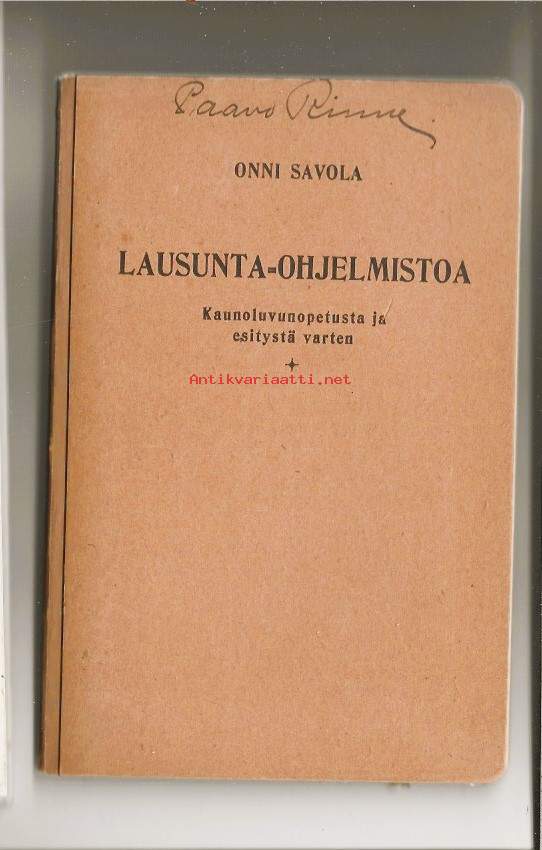 Paavo Rinne.
ONNI SAVOLA
LAUSUNTA-OHJELMISTOA
Kaunoluvunopetusta ja
esitystä varten
Antikvariaatti.net